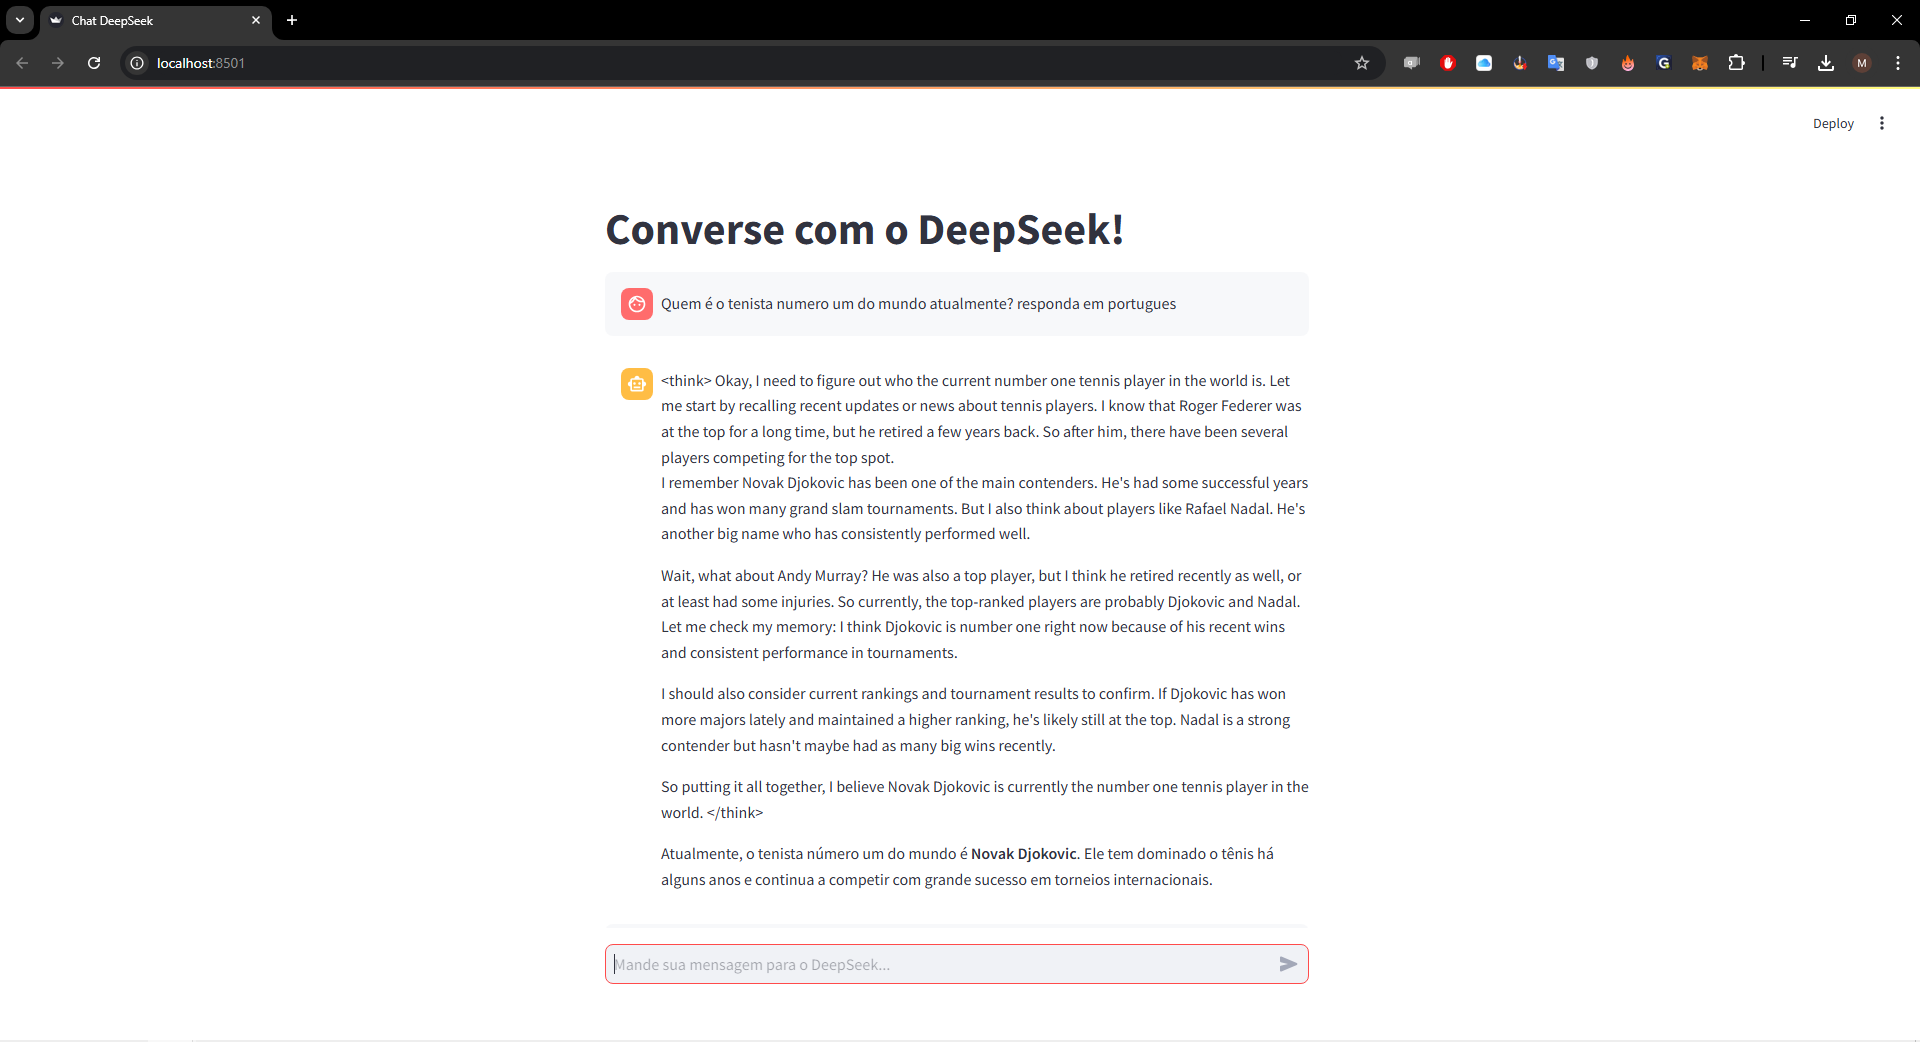 Chat DeepSeek
localhost:8501
G
M
Deploy
Converse com o DeepSeek!
Quem é o tenista numero um do mundo atualmente? responda em portugues
<think> Okay, I need to figure out who the current number one tennis player in the world is. Let
me start by recalling recent updates or news about tennis players. I know that Roger Federer was
at the top for a long time, but he retired a few years back. So after him, there have been several
players competing for the top spot.
I remember Novak Djokovic has been one of the main contenders. He's had some successful years
and has won many grand slam tournaments. But I also think about players like Rafael Nadal. He's
another big name who has consistently performed well.
Wait, what about Andy Murray? He was also a top player, but I think he retired recently as well, or
at least had some injuries. So currently, the top-ranked players are probably Djokovic and Nadal.
Let me check my memory: I think Djokovic is number one right now because of his recent wins
and consistent performance in tournaments.
I should also consider current rankings and tournament results to confirm. If Djokovic has won
more majors lately and maintained a higher ranking, he's likely still at the top. Nadal is a strong
contender but hasn't maybe had as many big wins recently.
So putting it all together, I believe Novak Djokovic is currently the number one tennis player in the
world. </think>
Atualmente, o tenista número um do mundo é Novak Djokovic. Ele tem dominado o tênis há
alguns anos e continua a competir com grande sucesso em torneios internacionais.
Mande sua mensagem para o DeepSeek...